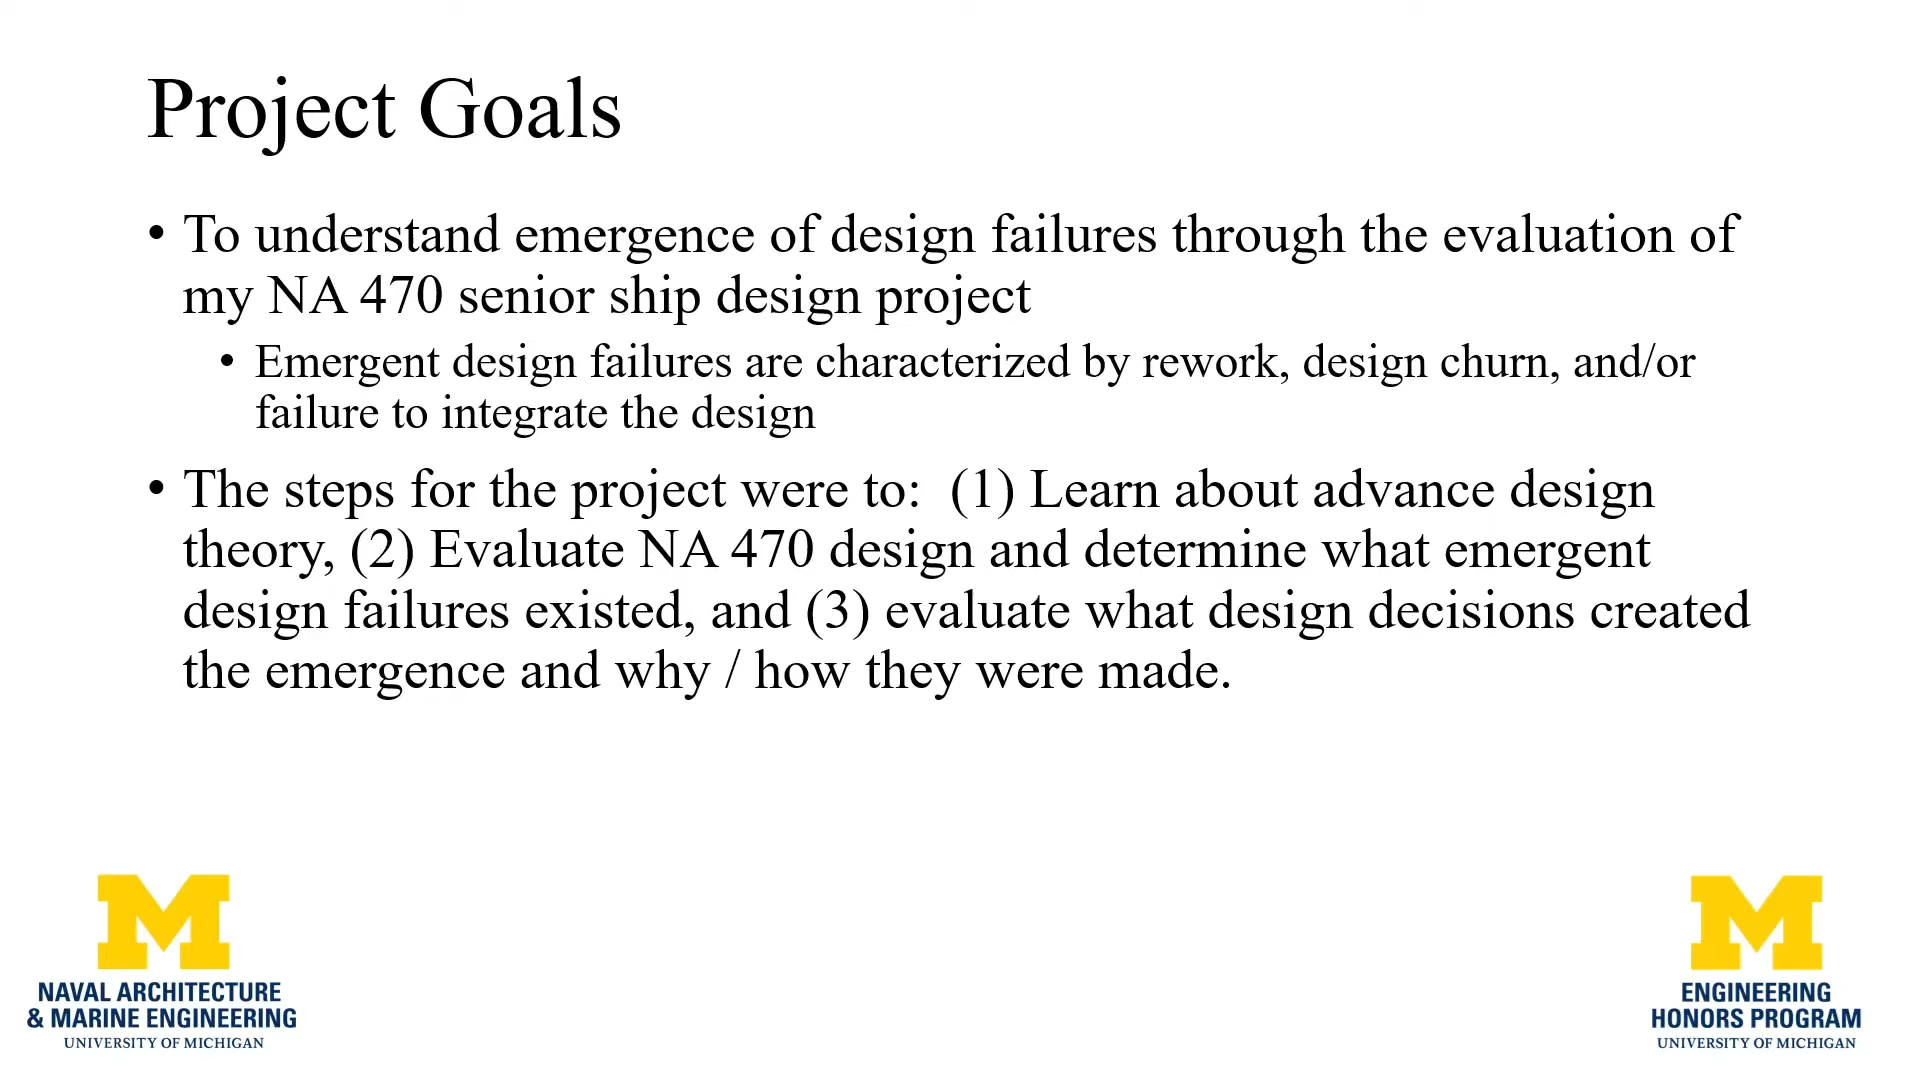 Project Goals
• To understand emergence of design failures through the evaluation of
my NA 470 senior ship design project
• Emergent design failures are characterized by rework, design churn, and/or
failure to integrate the design
• The steps for the project were to:  (1) Learn about advance design
theory, (2) Evaluate NA 470 design and determine what emergent
design failures existed, and (3) evaluate what design decisions created
the emergence and why / how they were made.
M
NAVAL ARCHITECTURE
& MARINE ENGINEERING
UNIVERSITY OF MICHIGAN
M
ENGINEERING
HONORS PROGRAM
UNIVERSITY OF MICHIGAN